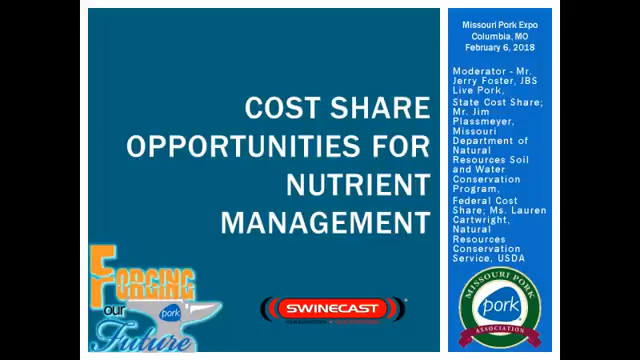 Missouri Pork Expo
Columbia, MO
February 6, 2018
COST SHARE
OPPORTUNITIES FOR
NUTRIENT
MANAGEMENT
Moderator - Mr.
Jerry Foster, JBS
Live Pork,
State Cost Share;
Mr. Jim
Plassmeyer,
Missouri
Department of
Natural
Resources Soil
and Water
Conservation
Program,
Federal Cost
Share; Ms. Lauren
Cartwright,
Natural
Resources
Conservation
Service, USDA
FORGING
our
pork
Future
SWINECAST
MISSOURI PORK
pork
ASSOCIATION